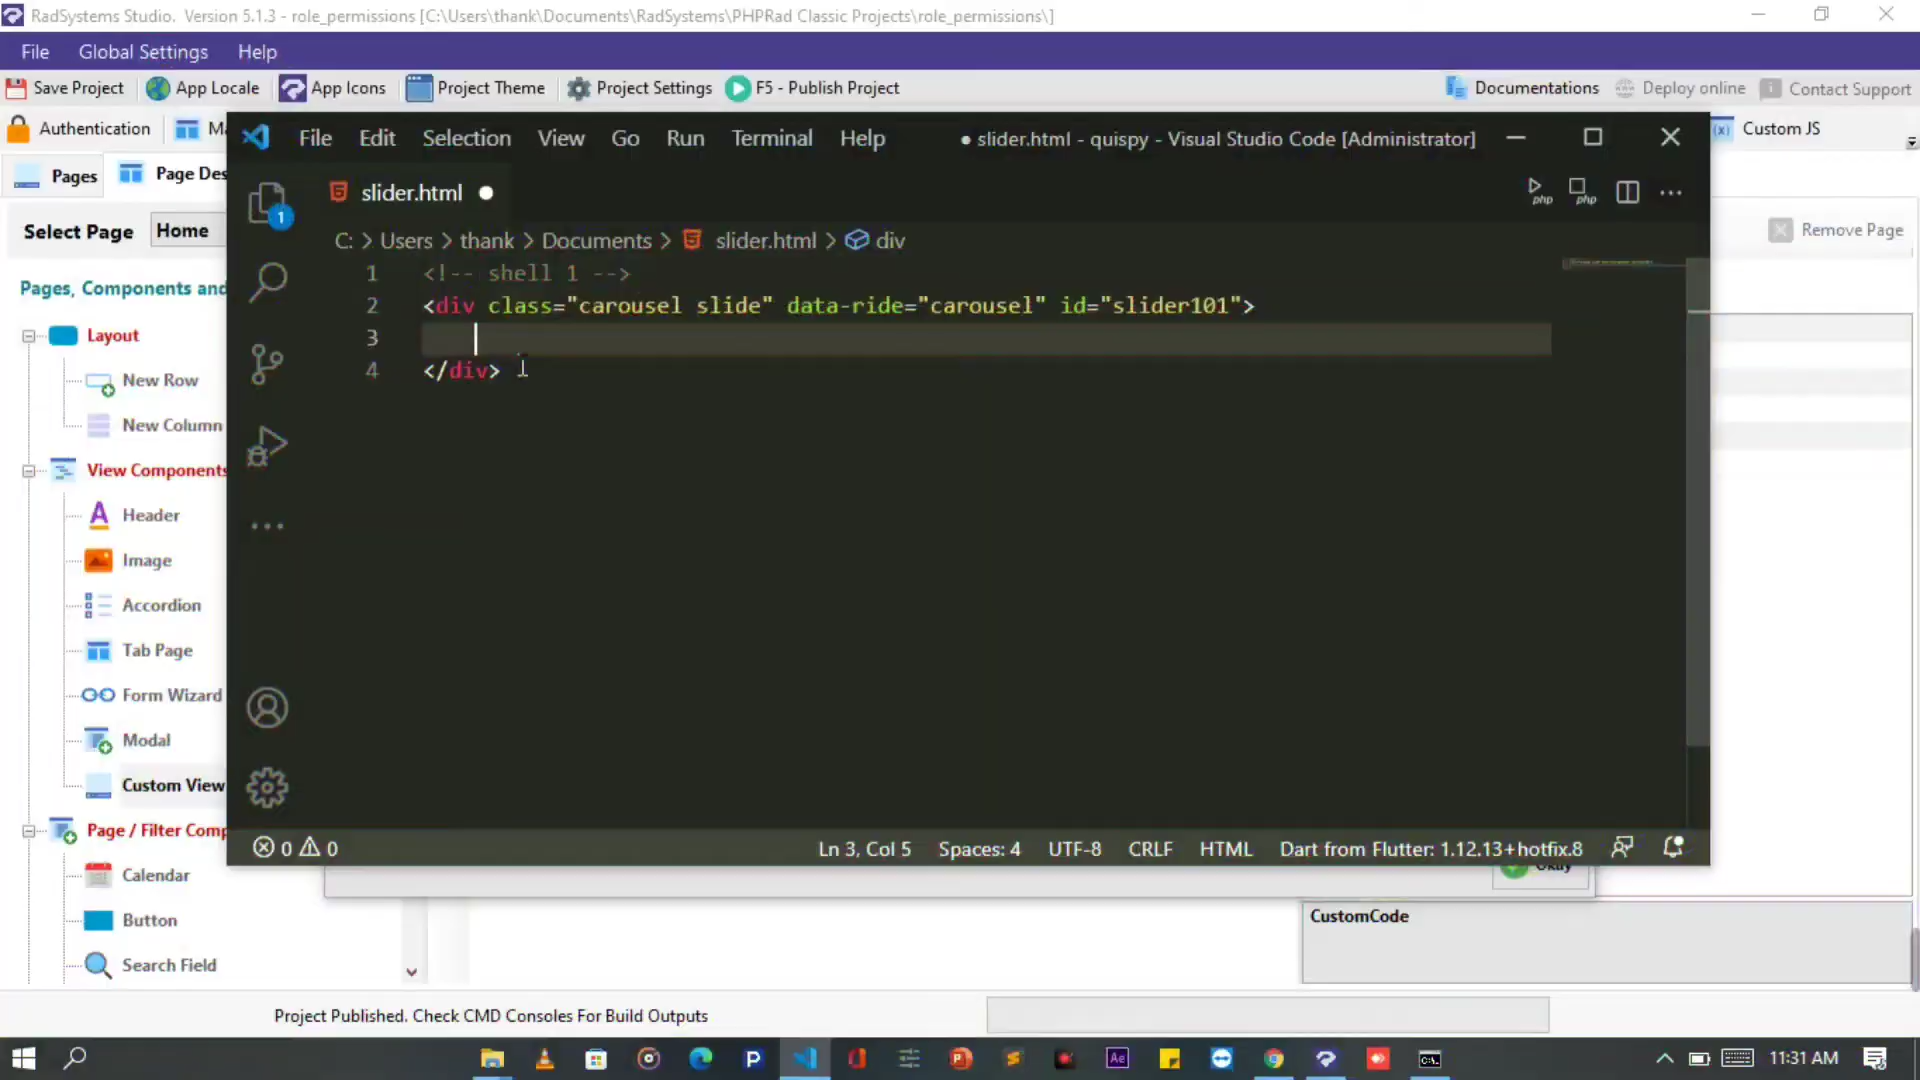 RadSystems Studio. Version 5.1.3 - role_permissions [C:\Users\thank\Documents\RadSystems\PHPRad Classic Projects\role_permissions\]
File Global Settings Help
Save Project App Locale App Icons Project Theme Project Settings F5 - Publish Project Documentations Deploy online Contact Support
Authentication Custom JS
Pages Page Des
Select Page Home Remove Page
Pages, Components and
Layout
New Row
New Column
View Components
Header
Image
Accordion
Tab Page
Form Wizard
Modal
Custom View
Page / Filter Comp
Calendar
Button
Search Field
File Edit Selection View Go Run Terminal Help ● slider.html - quispy - Visual Studio Code [Administrator]
1
slider.html
php php
C: > Users > thank > Documents > slider.html > div
1 <!-- shell 1 -->
2 <div class="carousel slide" data-ride="carousel" id="slider101">
3
4 </div>
0 0 Ln 3, Col 5 Spaces: 4 UTF-8 CRLF HTML Dart from Flutter: 1.12.13+hotfix.8
Okay
CustomCode
Project Published. Check CMD Consoles For Build Outputs
Ae
11:31 AM